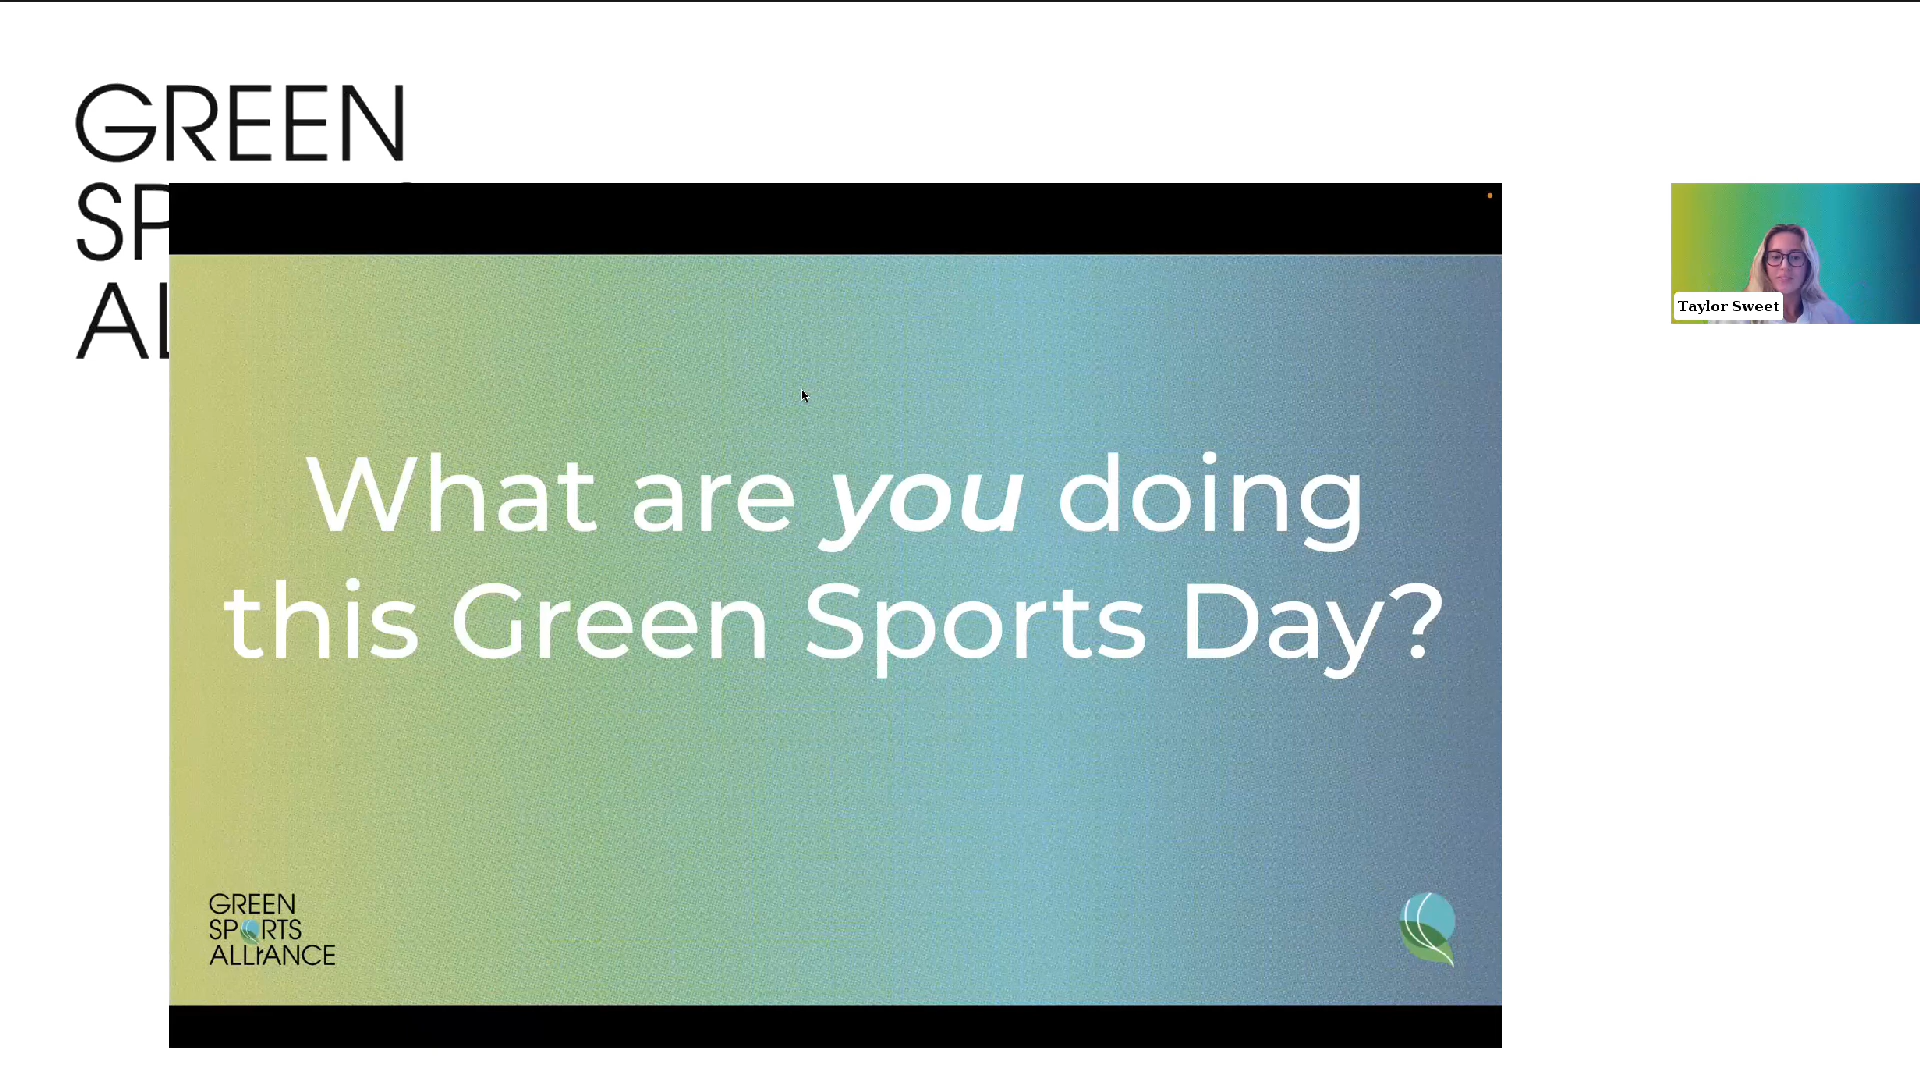 GREEN
SP
AL
What are you doing
this Green Sports Day?
Taylor Sweet
GREEN
SPORTS
ALLIANCE